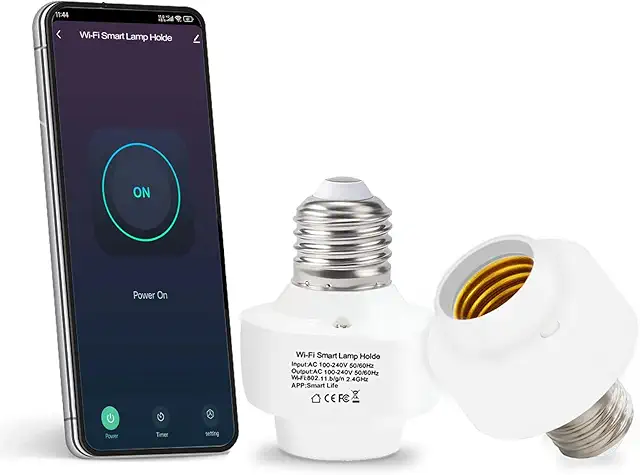 11:44
Wi-Fi Smart Lamp Holde
ON
Power On
Power
Timer
setting
Wi-Fi Smart Lamp Holde
Input:AC 100-240V 50/60Hz
Output:AC 100-240V 50/60Hz
Wi-Fi:802.11.b/g/n 2.4GHz
APP:Smart Life
CE FC